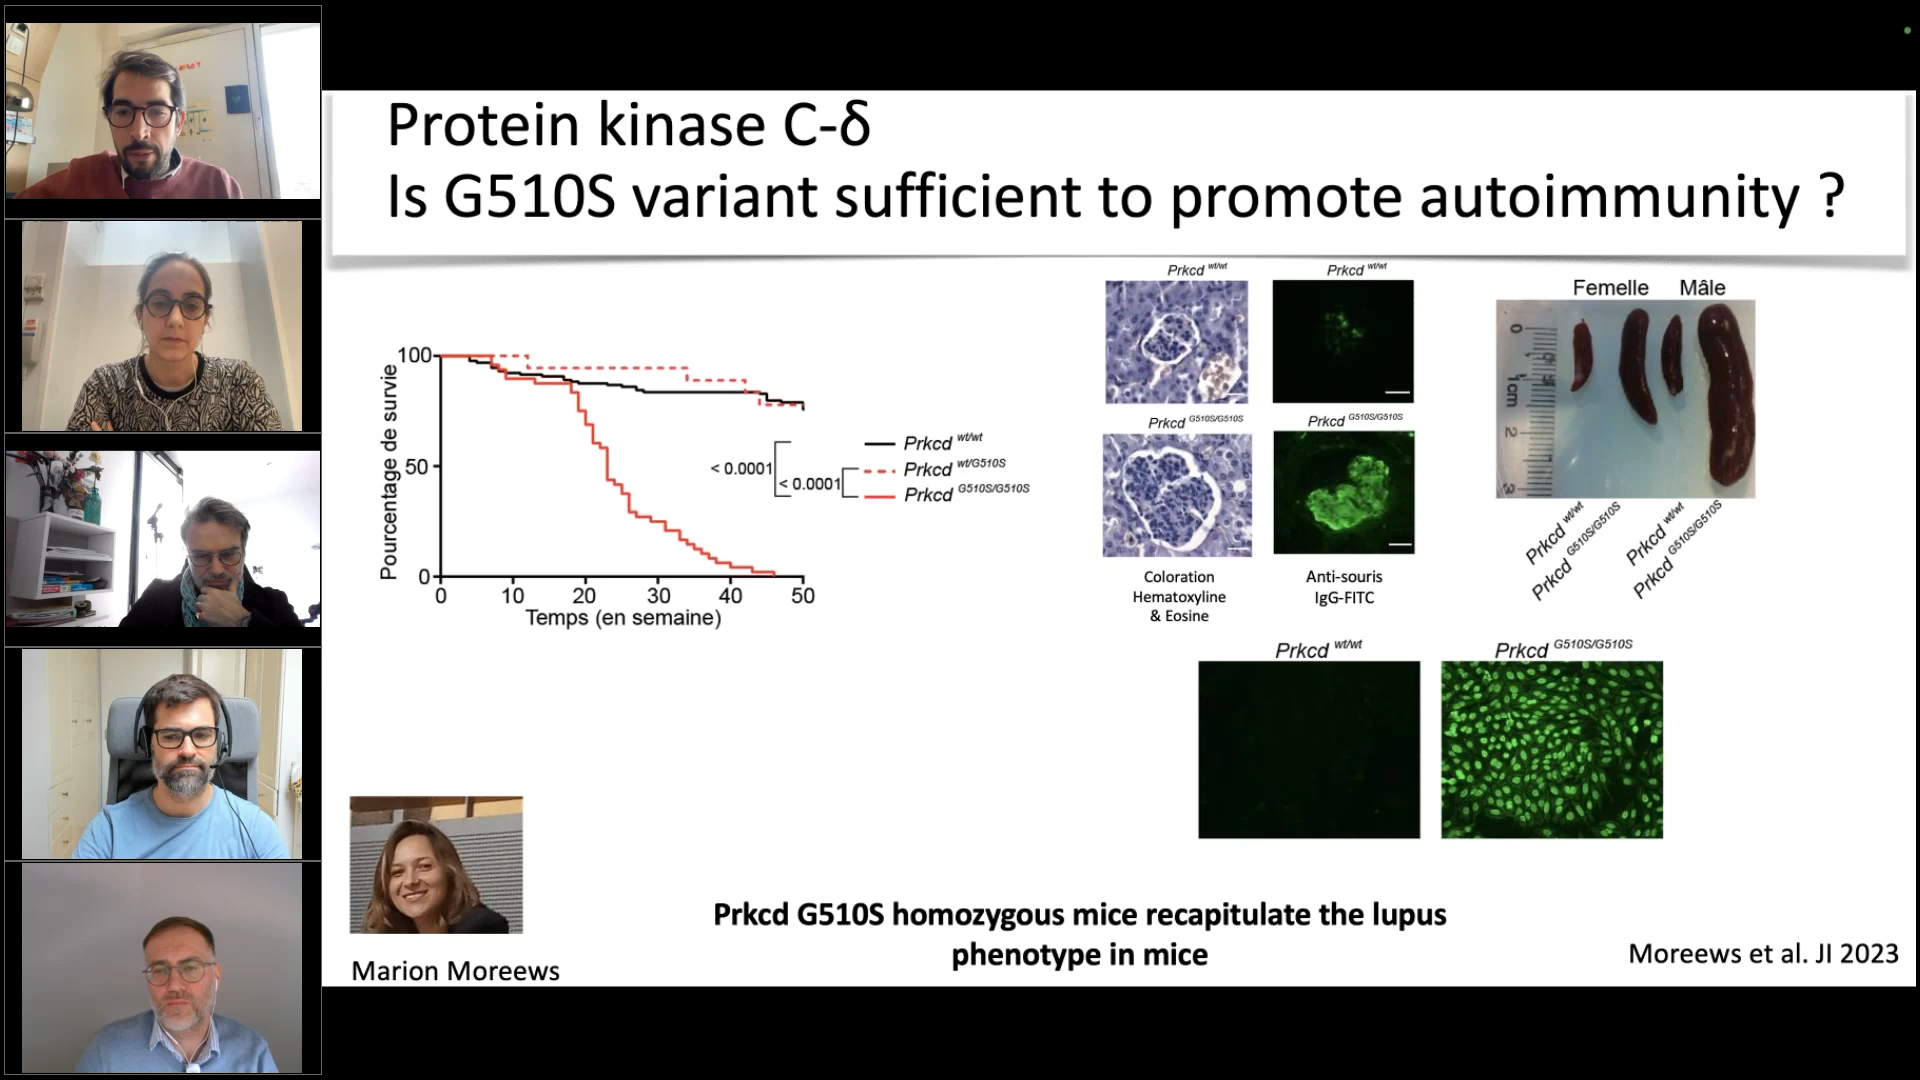 Protein kinase C-δ
Is G510S variant sufficient to promote autoimmunity ?
100
50
0
Pourcentage de survie
0 10 20 30 40 50
Temps (en semaine)
< 0.0001
< 0.0001
Prkcd wt/wt
Prkcd wt/G510S
Prkcd G510S/G510S
Prkcd wt/wt
Prkcd wt/wt
Prkcd G510S/G510S
Prkcd G510S/G510S
Coloration
Hematoxyline
& Eosine
Anti-souris
IgG-FITC
Femelle Mâle
0
1cm
2
3
Prkcd wt/wt
Prkcd G510S/G510S
Prkcd wt/wt
Prkcd G510S/G510S
Prkcd wt/wt
Prkcd G510S/G510S
Marion Moreews
Prkcd G510S homozygous mice recapitulate the lupus
phenotype in mice
Moreews et al. JI 2023